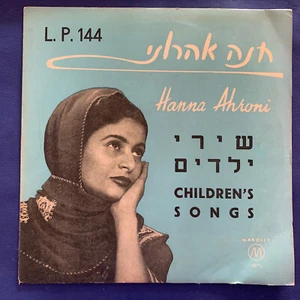 L. P. 144
חנה אהרוני
Hanna Ahroni
שירי
ילדים
CHILDREN'S
SONGS